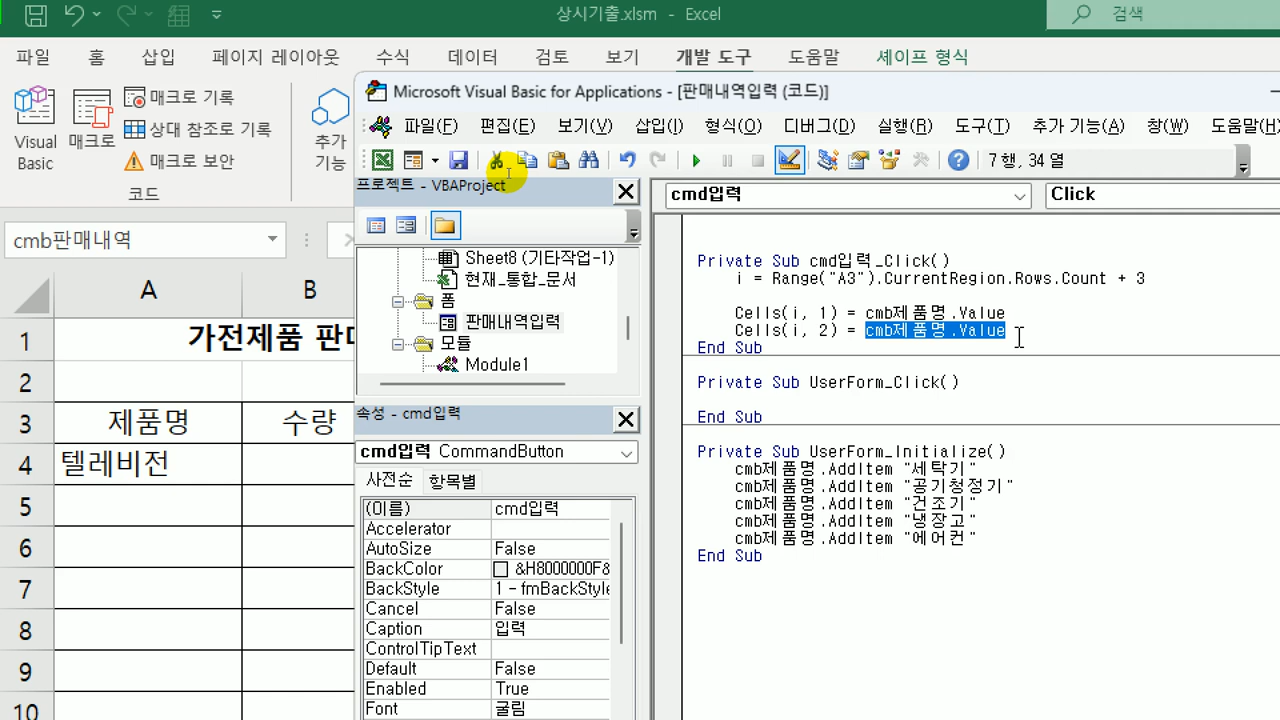 상시기출.xlsm - Excel
검색
파일 홈 삽입 페이지 레이아웃 수식 데이터 검토 보기 개발 도구 도움말 셰이프 형식
Visual Basic
매크로
매크로 기록
상대 참조로 기록
매크로 보안
코드
추가 기능
cmb판매내역
A B
1 가전제품 판
2
3 제품명 수량
4 텔레비전
5
6
7
8
9
10
Microsoft Visual Basic for Applications - [판매내역입력 (코드)]
파일(F) 편집(E) 보기(V) 삽입(I) 형식(O) 디버그(D) 실행(R) 도구(T) 추가 기능(A) 창(W) 도움말(H)
7 행, 34 열
프로젝트 - VBAProject
Sheet8 (기타작업-1)
현재_통합_문서
폼
판매내역입력
모듈
Module1
속성 - cmd입력
cmd입력 CommandButton
사전순 항목별
(이름) cmd입력
Accelerator
AutoSize False
BackColor &H8000000F&
BackStyle 1 - fmBackStyle
Cancel False
Caption 입력
ControlTipText
Default False
Enabled True
Font 굴림
cmd입력 Click
Private Sub cmd입력_Click()
i = Range("A3").CurrentRegion.Rows.Count + 3
Cells(i, 1) = cmb제품명.Value
Cells(i, 2) = cmb제품명.Value
End Sub
Private Sub UserForm_Click()
End Sub
Private Sub UserForm_Initialize()
cmb제품명.AddItem "세탁기"
cmb제품명.AddItem "공기청정기"
cmb제품명.AddItem "건조기"
cmb제품명.AddItem "냉장고"
cmb제품명.AddItem "에어컨"
End Sub